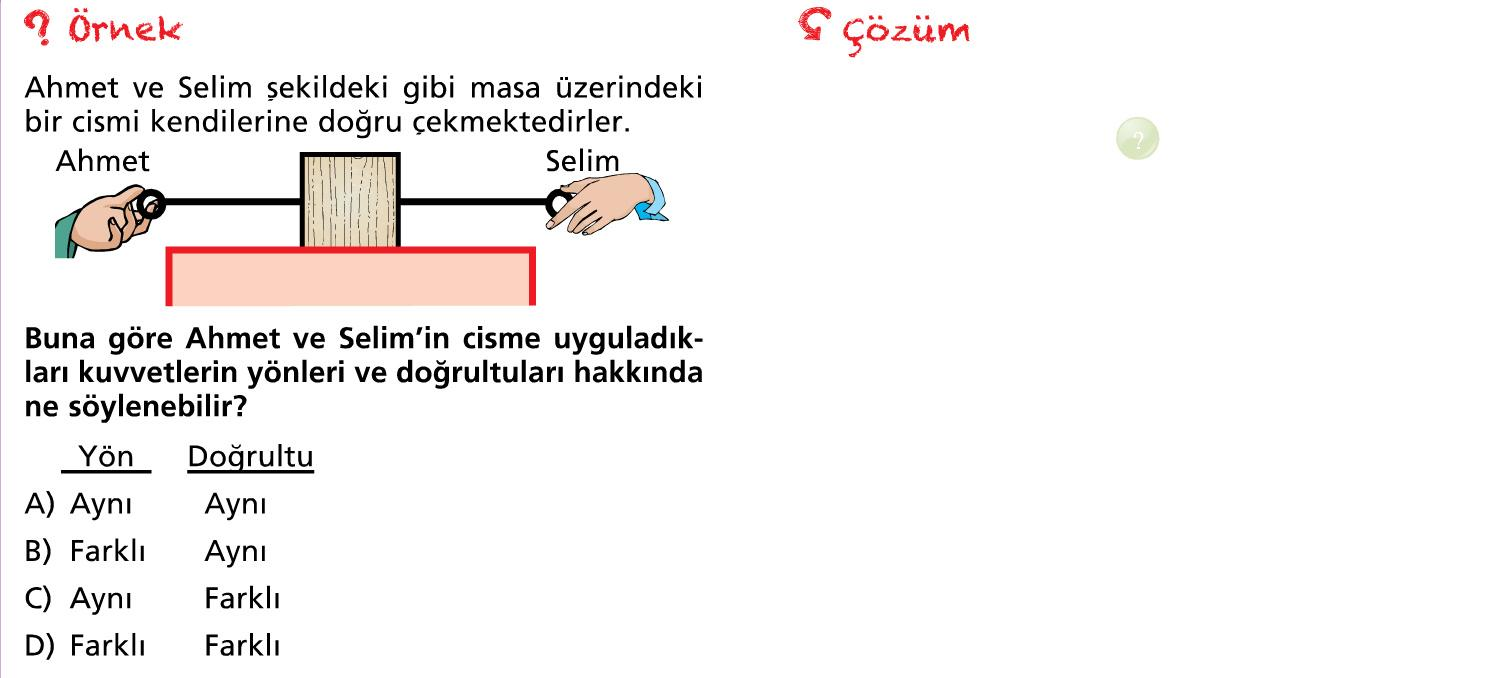 ? Örnek
Ahmet ve Selim şekildeki gibi masa üzerindeki
bir cismi kendilerine doğru çekmektedirler.
Ahmet
Selim
Buna göre Ahmet ve Selim’in cisme uyguladık-
ları kuvvetlerin yönleri ve doğrultuları hakkında
ne söylenebilir?
Yön Doğrultu
A) Aynı Aynı
B) Farklı Aynı
C) Aynı Farklı
D) Farklı Farklı
Çözüm
?